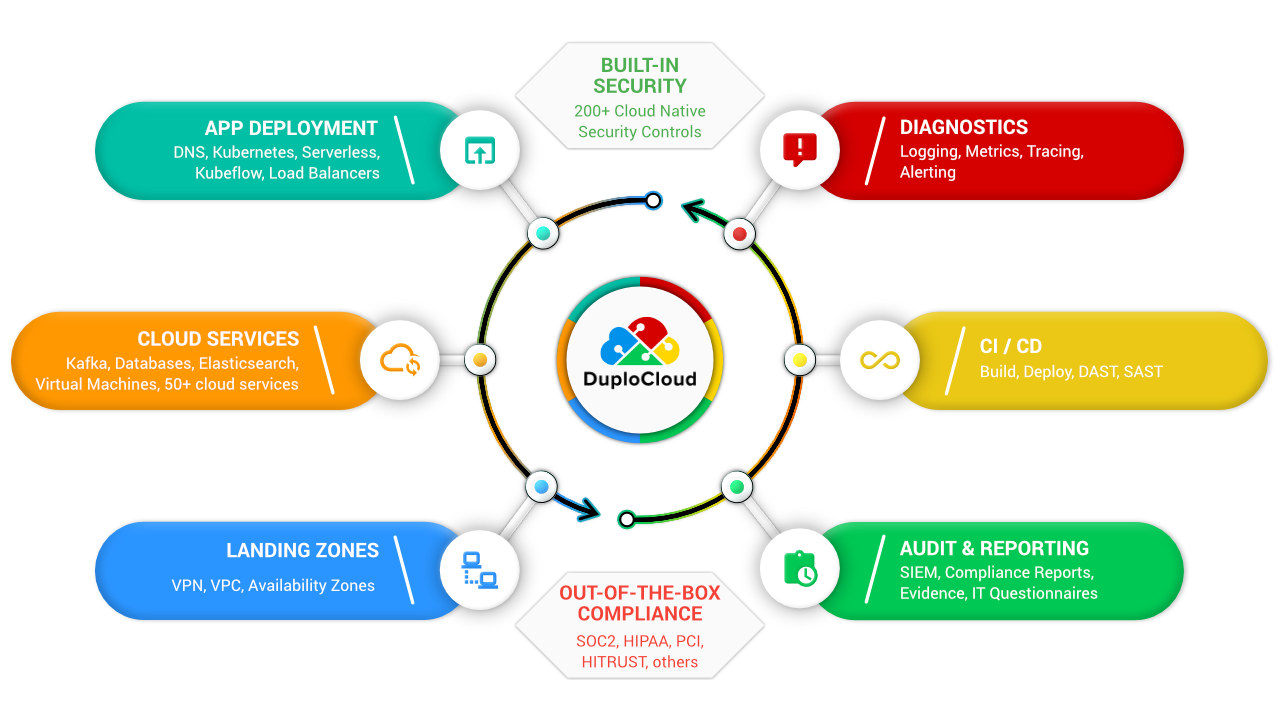 BUILT-IN
SECURITY
200+ Cloud Native
Security Controls
APP DEPLOYMENT
DNS, Kubernetes, Serverless,
Kubeflow, Load Balancers
DIAGNOSTICS
Logging, Metrics, Tracing,
Alerting
CLOUD SERVICES
Kafka, Databases, Elasticsearch,
Virtual Machines, 50+ cloud services
DuploCloud
CI / CD
Build, Deploy, DAST, SAST
LANDING ZONES
VPN, VPC, Availability Zones
AUDIT & REPORTING
SIEM, Compliance Reports,
Evidence, IT Questionnaires
OUT-OF-THE-BOX
COMPLIANCE
SOC2, HIPAA, PCI,
HITRUST, others